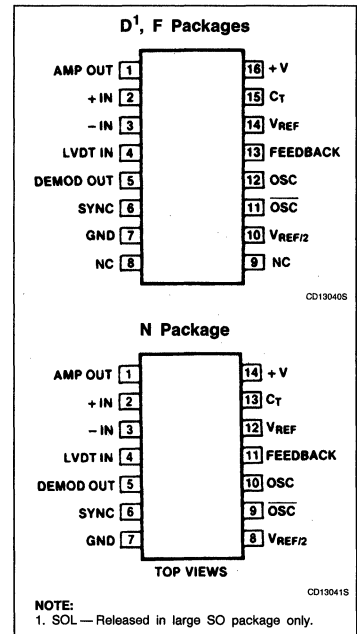 D¹, F Packages
AMP OUT 1
16 +V
+IN 2
15 CT
−IN 3
14 VREF
LVDT IN 4
13 FEEDBACK
DEMOD OUT 5
12 OSC
SYNC 6
11 O̅S̅C̅
GND 7
10 VREF/2
NC 8
9 NC
CD13040S
N Package
AMP OUT 1
14 +V
+IN 2
13 CT
−IN 3
12 VREF
LVDT IN 4
11 FEEDBACK
DEMOD OUT 5
10 OSC
SYNC 6
9 O̅S̅C̅
GND 7
8 VREF/2
TOP VIEWS
CD13041S
NOTE:
1. SOL — Released in large SO package only.